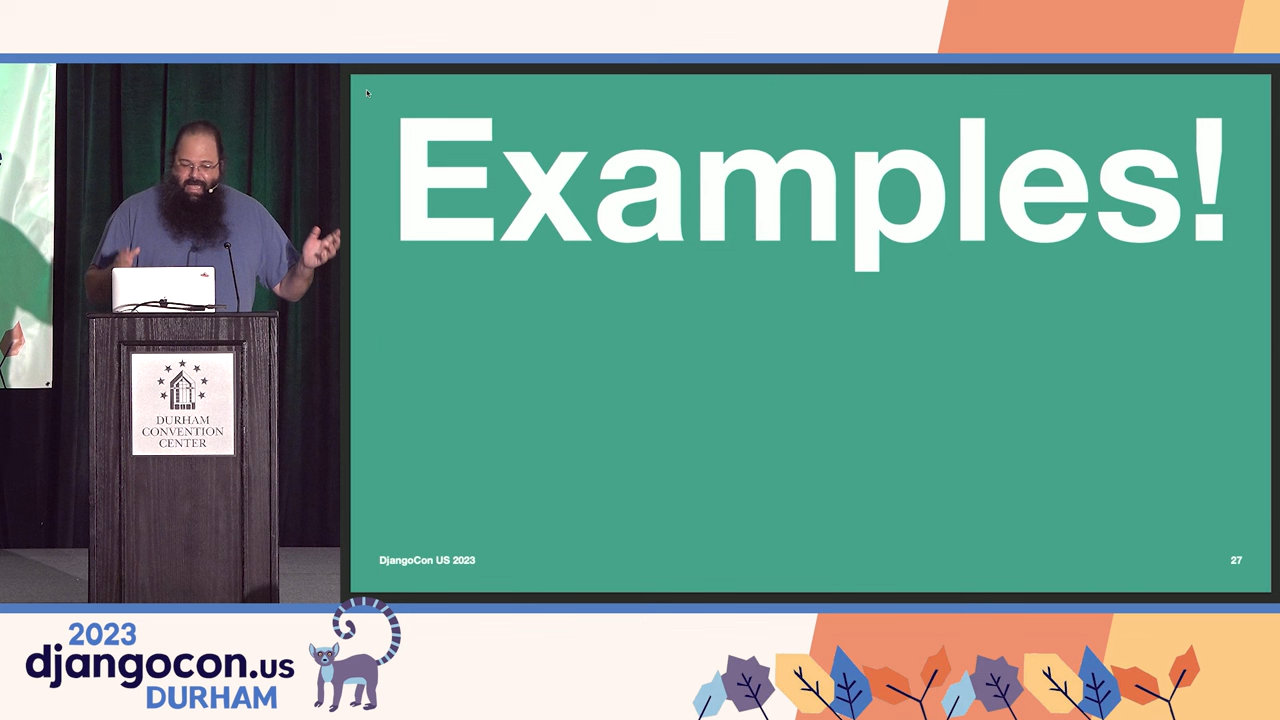 Examples!
DjangoCon US 2023
27
DURHAM
CONVENTION
CENTER
2023
djangocon.us
DURHAM